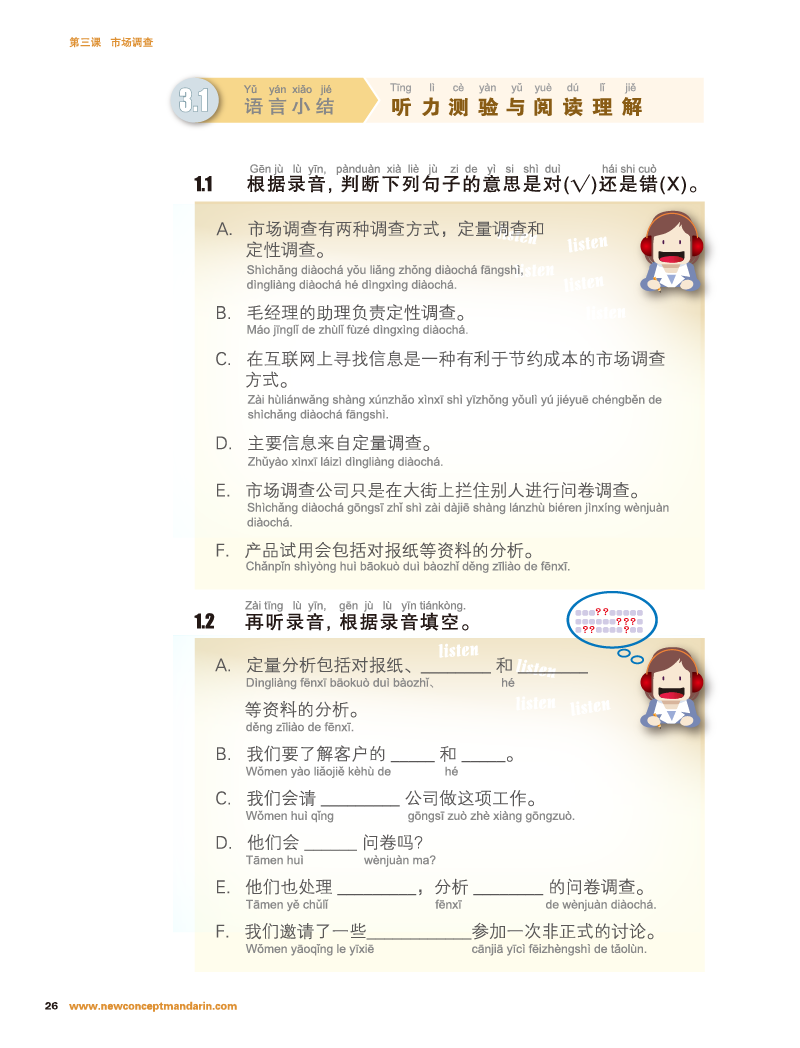 第三课 市场调查
3.1
Yǔ yán xiǎo jié
语言小结
Tīng lì cè yàn yǔ yuè dú lǐ jiě
听力测验与阅读理解
Gēn jù lù yīn, pànduàn xià liè jù zi de yì si shì duì hái shi cuò
1.1 根据录音, 判断下列句子的意思是对(√)还是错(X)。
listen
listen
listen
listen
listen
A. 市场调查有两种调查方式，定量调查和
定性调查。
Shìchǎng diàochá yǒu liǎng zhǒng diàochá fāngshì,
dìngliàng diàochá hé dìngxìng diàochá.
B. 毛经理的助理负责定性调查。
Máo jīnglǐ de zhùlǐ fùzé dìngxìng diàochá.
C. 在互联网上寻找信息是一种有利于节约成本的市场调查
方式。
Zài hùliánwǎng shàng xúnzhǎo xìnxī shì yīzhǒng yǒulì yú jiéyuē chéngběn de
shìchǎng diàochá fāngshì.
D. 主要信息来自定量调查。
Zhǔyào xìnxī láizì dìngliàng diàochá.
E. 市场调查公司只是在大街上拦住别人进行问卷调查。
Shìchǎng diàochá gōngsī zhǐ shì zài dàjiē shàng lánzhù biéren jìnxíng wènjuàn
diàochá.
F. 产品试用会包括对报纸等资料的分析。
Chǎnpǐn shìyòng huì bāokuò duì bàozhǐ děng zīliào de fēnxī.
Zài tīng lù yīn, gēn jù lù yīn tiánkòng.
1.2 再听录音, 根据录音填空。
? ?
? ? ?
? ? ?
listen
listen
listen
listen
A. 定量分析包括对报纸、________ 和 ________
Dìngliàng fēnxī bāokuò duì bàozhǐ、 hé
等资料的分析。
děng zīliào de fēnxī.
B. 我们要了解客户的 _____ 和 _____。
Wǒmen yào liǎojiě kèhù de hé
C. 我们会请 _________ 公司做这项工作。
Wǒmen huì qǐng gōngsī zuò zhè xiàng gōngzuò.
D. 他们会 ______ 问卷吗?
Tāmen huì wènjuàn ma?
E. 他们也处理 _________，分析 ________ 的问卷调查。
Tāmen yě chǔlǐ fēnxī de wènjuàn diàochá.
F. 我们邀请了一些____________参加一次非正式的讨论。
Wǒmen yāoqǐng le yīxiē cānjiā yīcì fēizhèngshì de tǎolùn.
26 www.newconceptmandarin.com